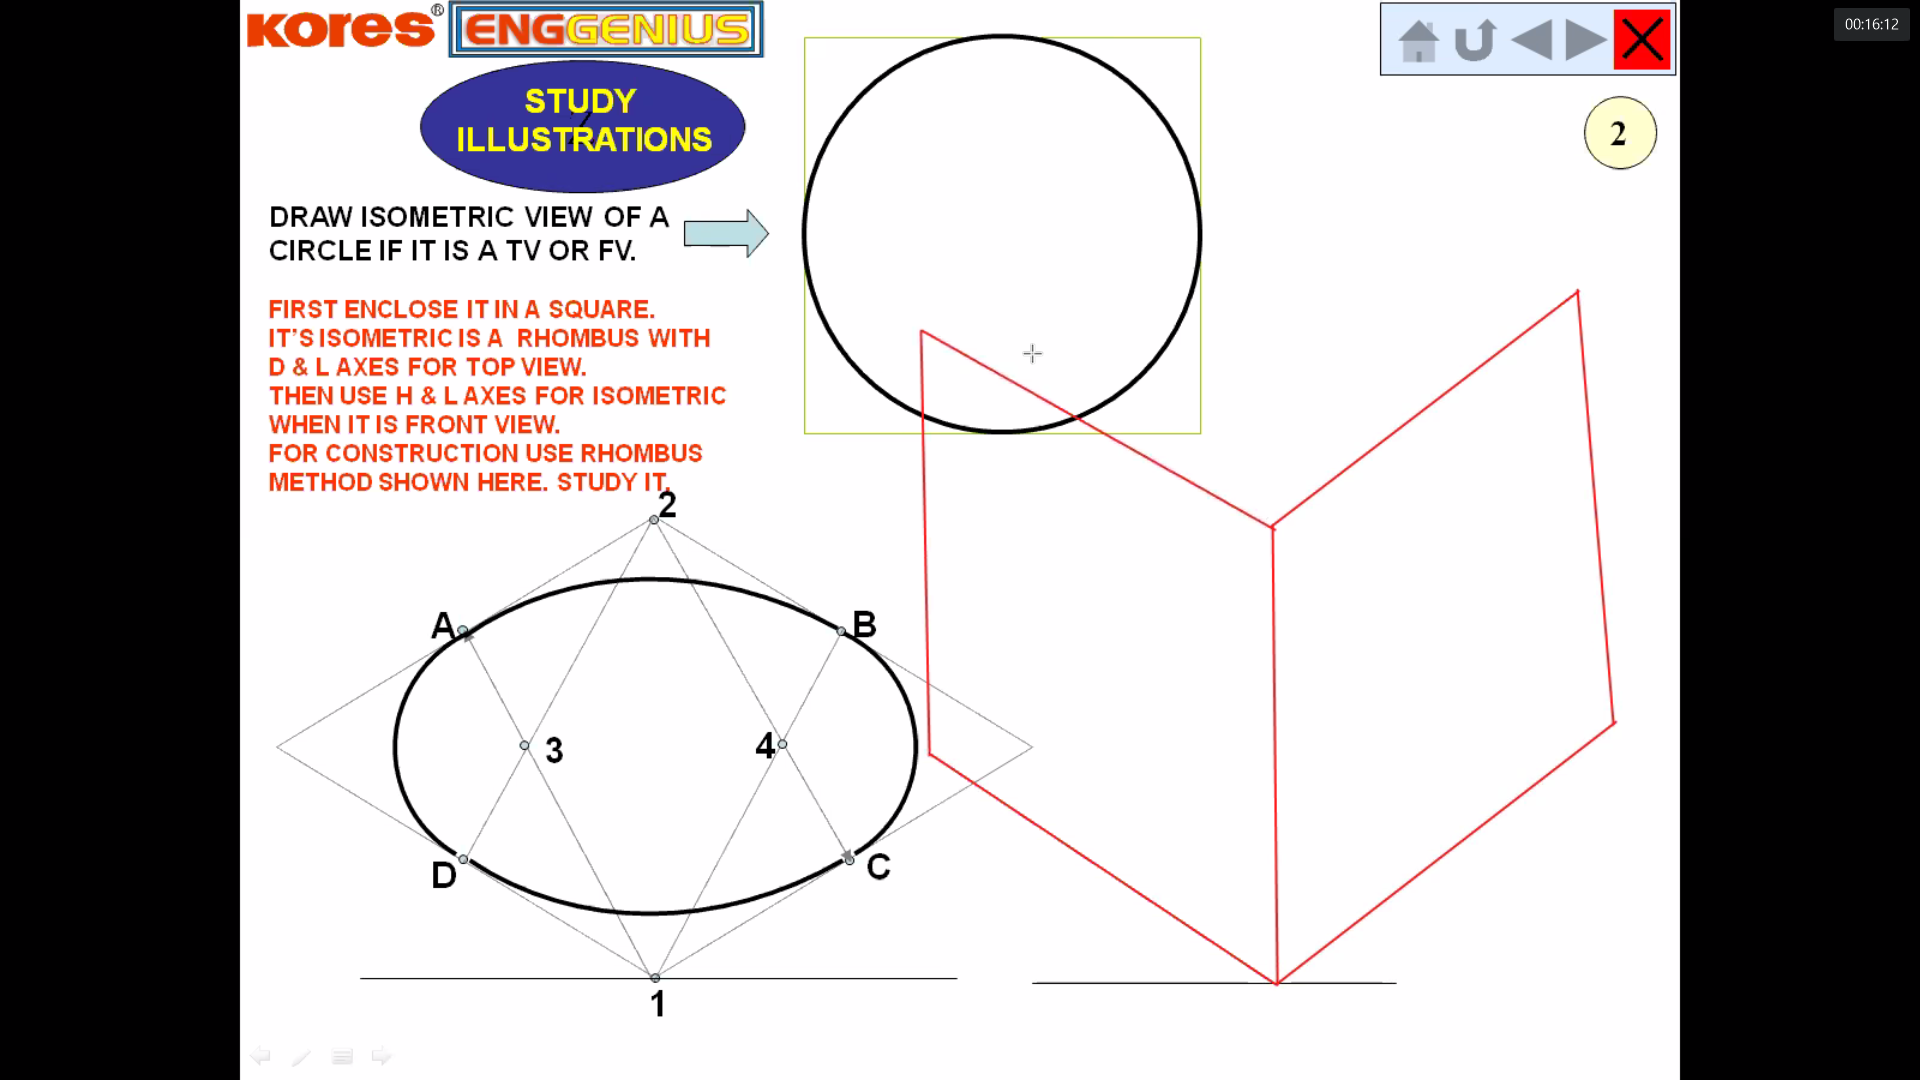 KORES®
ENGGENIUS
00:16:12
STUDY
ILLUSTRATIONS
2
DRAW ISOMETRIC VIEW OF A
CIRCLE IF IT IS A TV OR FV.
FIRST ENCLOSE IT IN A SQUARE.
IT’S ISOMETRIC IS A RHOMBUS WITH
D & L AXES FOR TOP VIEW.
THEN USE H & L AXES FOR ISOMETRIC
WHEN IT IS FRONT VIEW.
FOR CONSTRUCTION USE RHOMBUS
METHOD SHOWN HERE. STUDY IT.
2
A
B
3
4
D
C
1